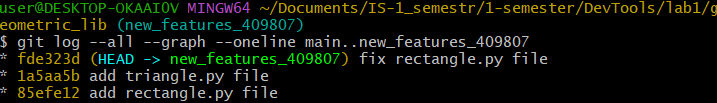 user@DESKTOP-OKAAI0V MINGW64 ~/Documents/IS-1_semestr/1-semester/DevTools/lab1/g
eometric_lib (new_features_409807)
$ git log --all --graph --oneline main..new_features_409807
* fde323d (HEAD -> new_features_409807) fix rectangle.py file
* 1a5aa5b add triangle.py file
* 85efe12 add rectangle.py file